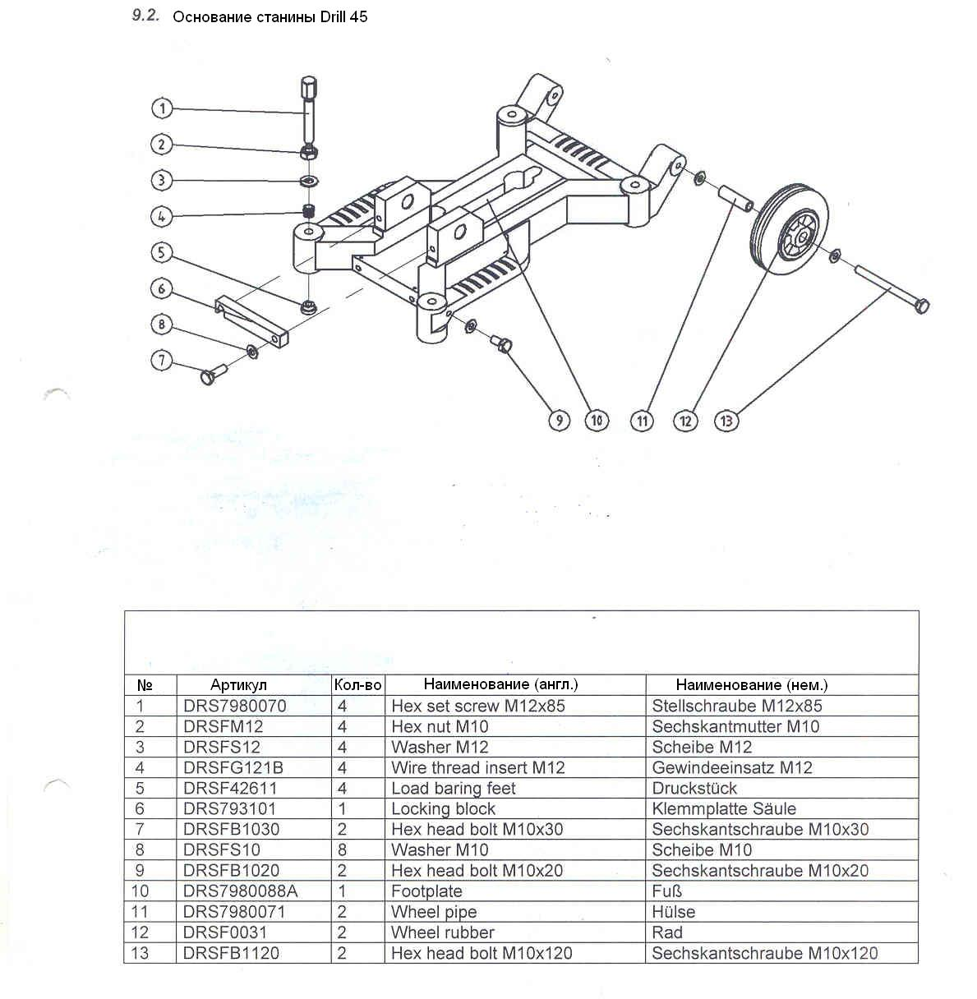 9.2. Основание станины Drill 45
1
2
3
4
5
6
8
7
9 10 11 12 13
№ Артикул Кол-во Наименование (англ.) Наименование (нем.)
1 DRS7980070 4 Hex set screw M12x85 Stellschraube M12x85
2 DRSFM12 4 Hex nut M10 Sechskantmutter M10
3 DRSFS12 4 Washer M12 Scheibe M12
4 DRSFG121B 4 Wire thread insert M12 Gewindeeinsatz M12
5 DRSF42611 4 Load baring feet Druckstück
6 DRS793101 1 Locking block Klemmplatte Säule
7 DRSFB1030 2 Hex head bolt M10x30 Sechskantschraube M10x30
8 DRSFS10 8 Washer M10 Scheibe M10
9 DRSFB1020 2 Hex head bolt M10x20 Sechskantschraube M10x20
10 DRS7980088A 1 Footplate Fuß
11 DRS7980071 2 Wheel pipe Hülse
12 DRSF0031 2 Wheel rubber Rad
13 DRSFB1120 2 Hex head bolt M10x120 Sechskantschraube M10x120